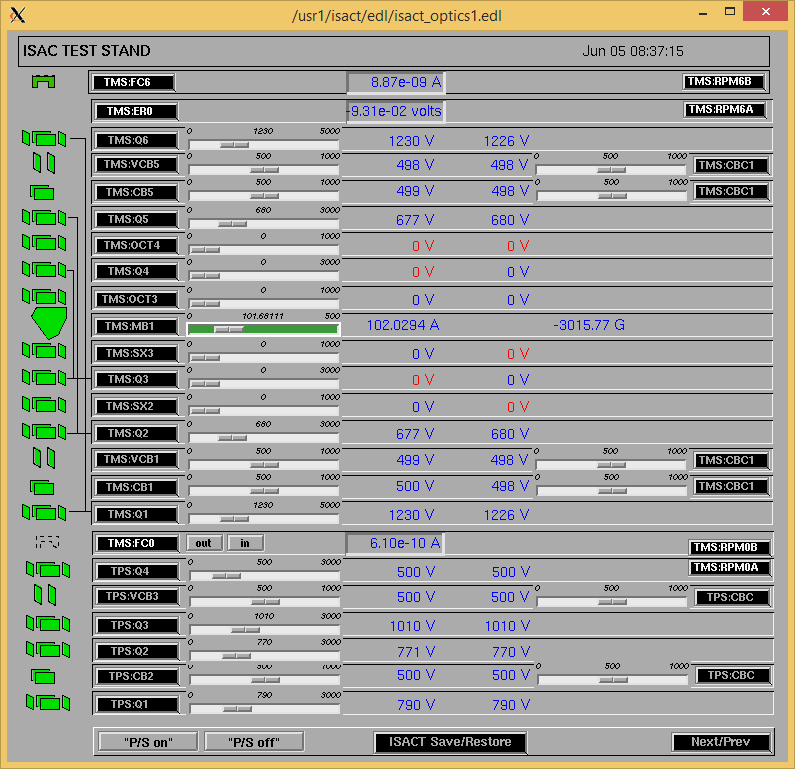 /usr1/isact/edl/isact_optics1.edl
ISAC TEST STAND Jun 05 08:37:15
TMS:FC6 8.87e-09 A TMS:RPM6B
TMS:ER0 -9.31e-02 volts TMS:RPM6A
TMS:Q6 0 1230 5000 1230 V 1226 V
TMS:VCB5 0 500 1000 498 V 498 V 0 500 1000 TMS:CBC1
TMS:CB5 0 500 1000 499 V 498 V 0 500 1000 TMS:CBC1
TMS:Q5 0 680 3000 677 V 680 V
TMS:OCT4 0 0 1000 0 V 0 V
TMS:Q4 0 0 3000 0 V 0 V
TMS:OCT3 0 0 1000 0 V 0 V
TMS:MB1 0 101.68111 500 102.0294 A -3015.77 G
TMS:SX3 0 0 1000 0 V 0 V
TMS:Q3 0 0 3000 0 V 0 V
TMS:SX2 0 0 1000 0 V 0 V
TMS:Q2 0 680 3000 677 V 680 V
TMS:VCB1 0 500 1000 499 V 498 V 0 500 1000 TMS:CBC1
TMS:CB1 0 500 1000 500 V 498 V 0 500 1000 TMS:CBC1
TMS:Q1 0 1230 5000 1230 V 1226 V
TMS:FC0 out in 6.10e-10 A TMS:RPM0B
TPS:Q4 0 500 3000 500 V 500 V TMS:RPM0A
TPS:VCB3 0 500 1000 500 V 500 V 0 500 1000 TPS:CBC
TPS:Q3 0 1010 3000 1010 V 1010 V
TPS:Q2 0 770 3000 771 V 770 V
TPS:CB2 0 500 1000 500 V 500 V 0 500 1000 TPS:CBC
TPS:Q1 0 790 3000 790 V 790 V
"P/S on" "P/S off" ISACT Save/Restore Next/Prev